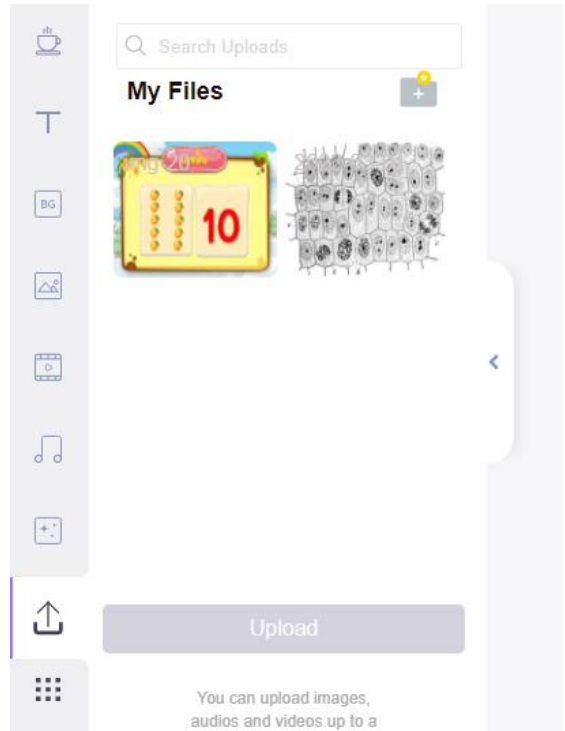 Search Uploads
My Files
BG
10
Upload
You can upload images,
audios and videos up to a